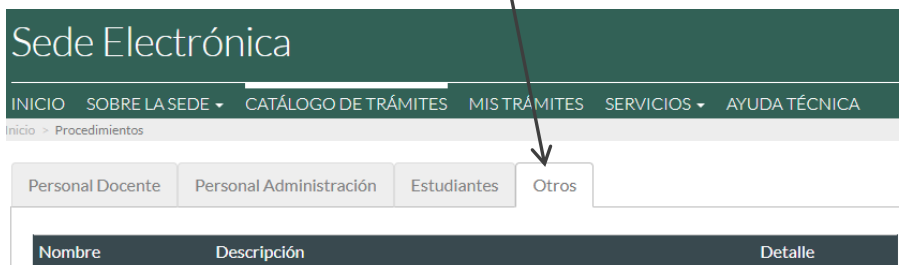 Sede Electrónica
INICIO SOBRE LA SEDE CATÁLOGO DE TRÁMITES MIS TRÁMITES SERVICIOS AYUDA TÉCNICA
Inicio > Procedimientos
Personal Docente Personal Administración Estudiantes Otros
Nombre Descripción Detalle